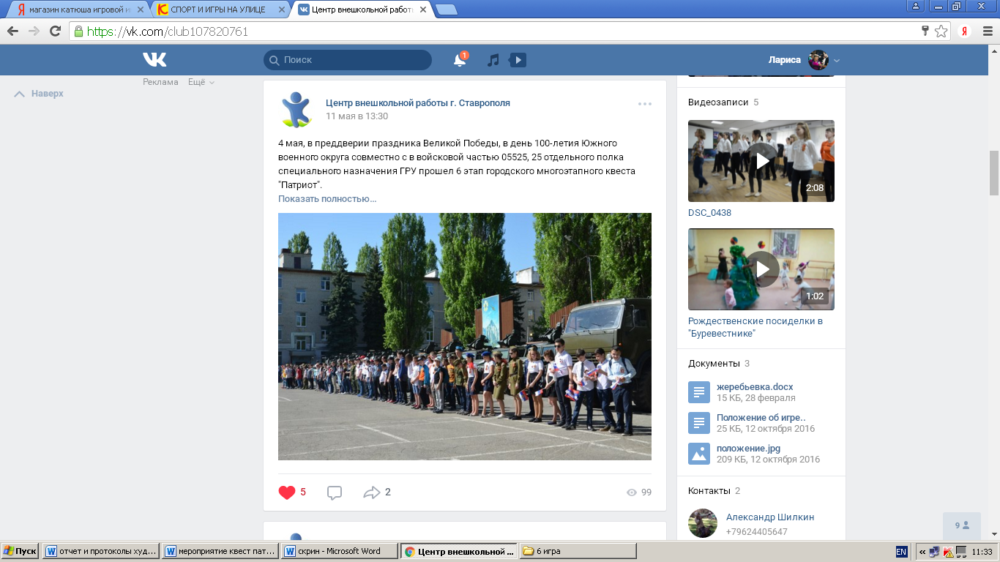 магазин катюша игровой и
СПОРТ И ИГРЫ НА УЛИЦЕ
Центр внешкольной работы
https://vk.com/club107820761
Поиск
1
Лариса
Реклама Ещё
Наверх
Центр внешкольной работы г. Ставрополя
11 мая в 13:30
4 мая, в преддверии праздника Великой Победы, в день 100-летия Южного
военного округа совместно с в войсковой частью 05525, 25 отдельного полка
специального назначения ГРУ прошел 6 этап городского многоэтапного квеста
"Патриот".
Показать полностью…
5
2
99
Видеозаписи 5
2:08
DSC_0438
1:02
Рождественские посиделки в
"Буревестнике"
Документы 3
жеребьевка.docx
15 КБ, 28 февраля
Положение об игре..
25 КБ, 12 октября 2016
положение.jpg
209 КБ, 12 октября 2016
Контакты 2
Александр Шилкин
+79624405647
9
Пуск
отчет и протоколы худ...
мероприятие квест пат...
скрин - Microsoft Word
Центр внешкольной ...
6 игра
EN
11:33